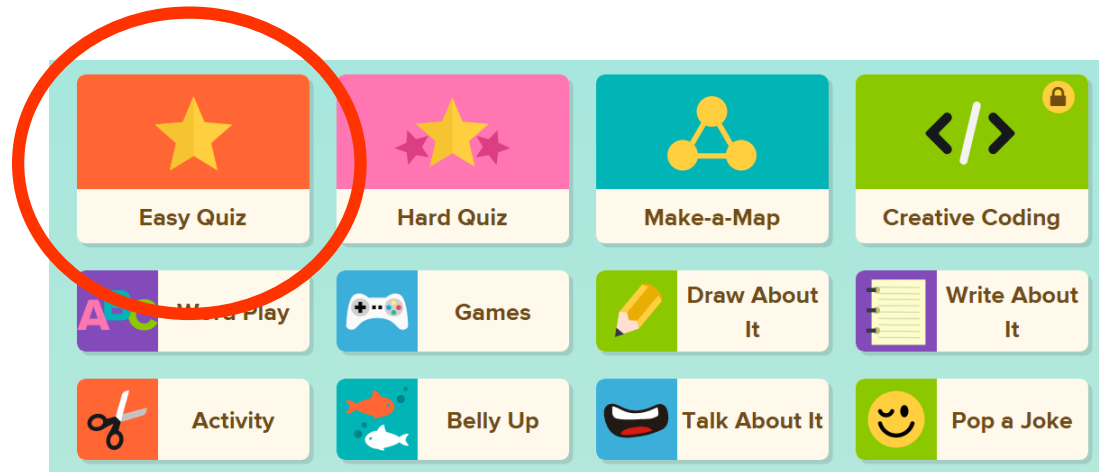 Easy Quiz
Hard Quiz
Make-a-Map
Creative Coding
ABC
Word Play
Games
Draw About
It
Write About
It
Activity
Belly Up
Talk About It
Pop a Joke